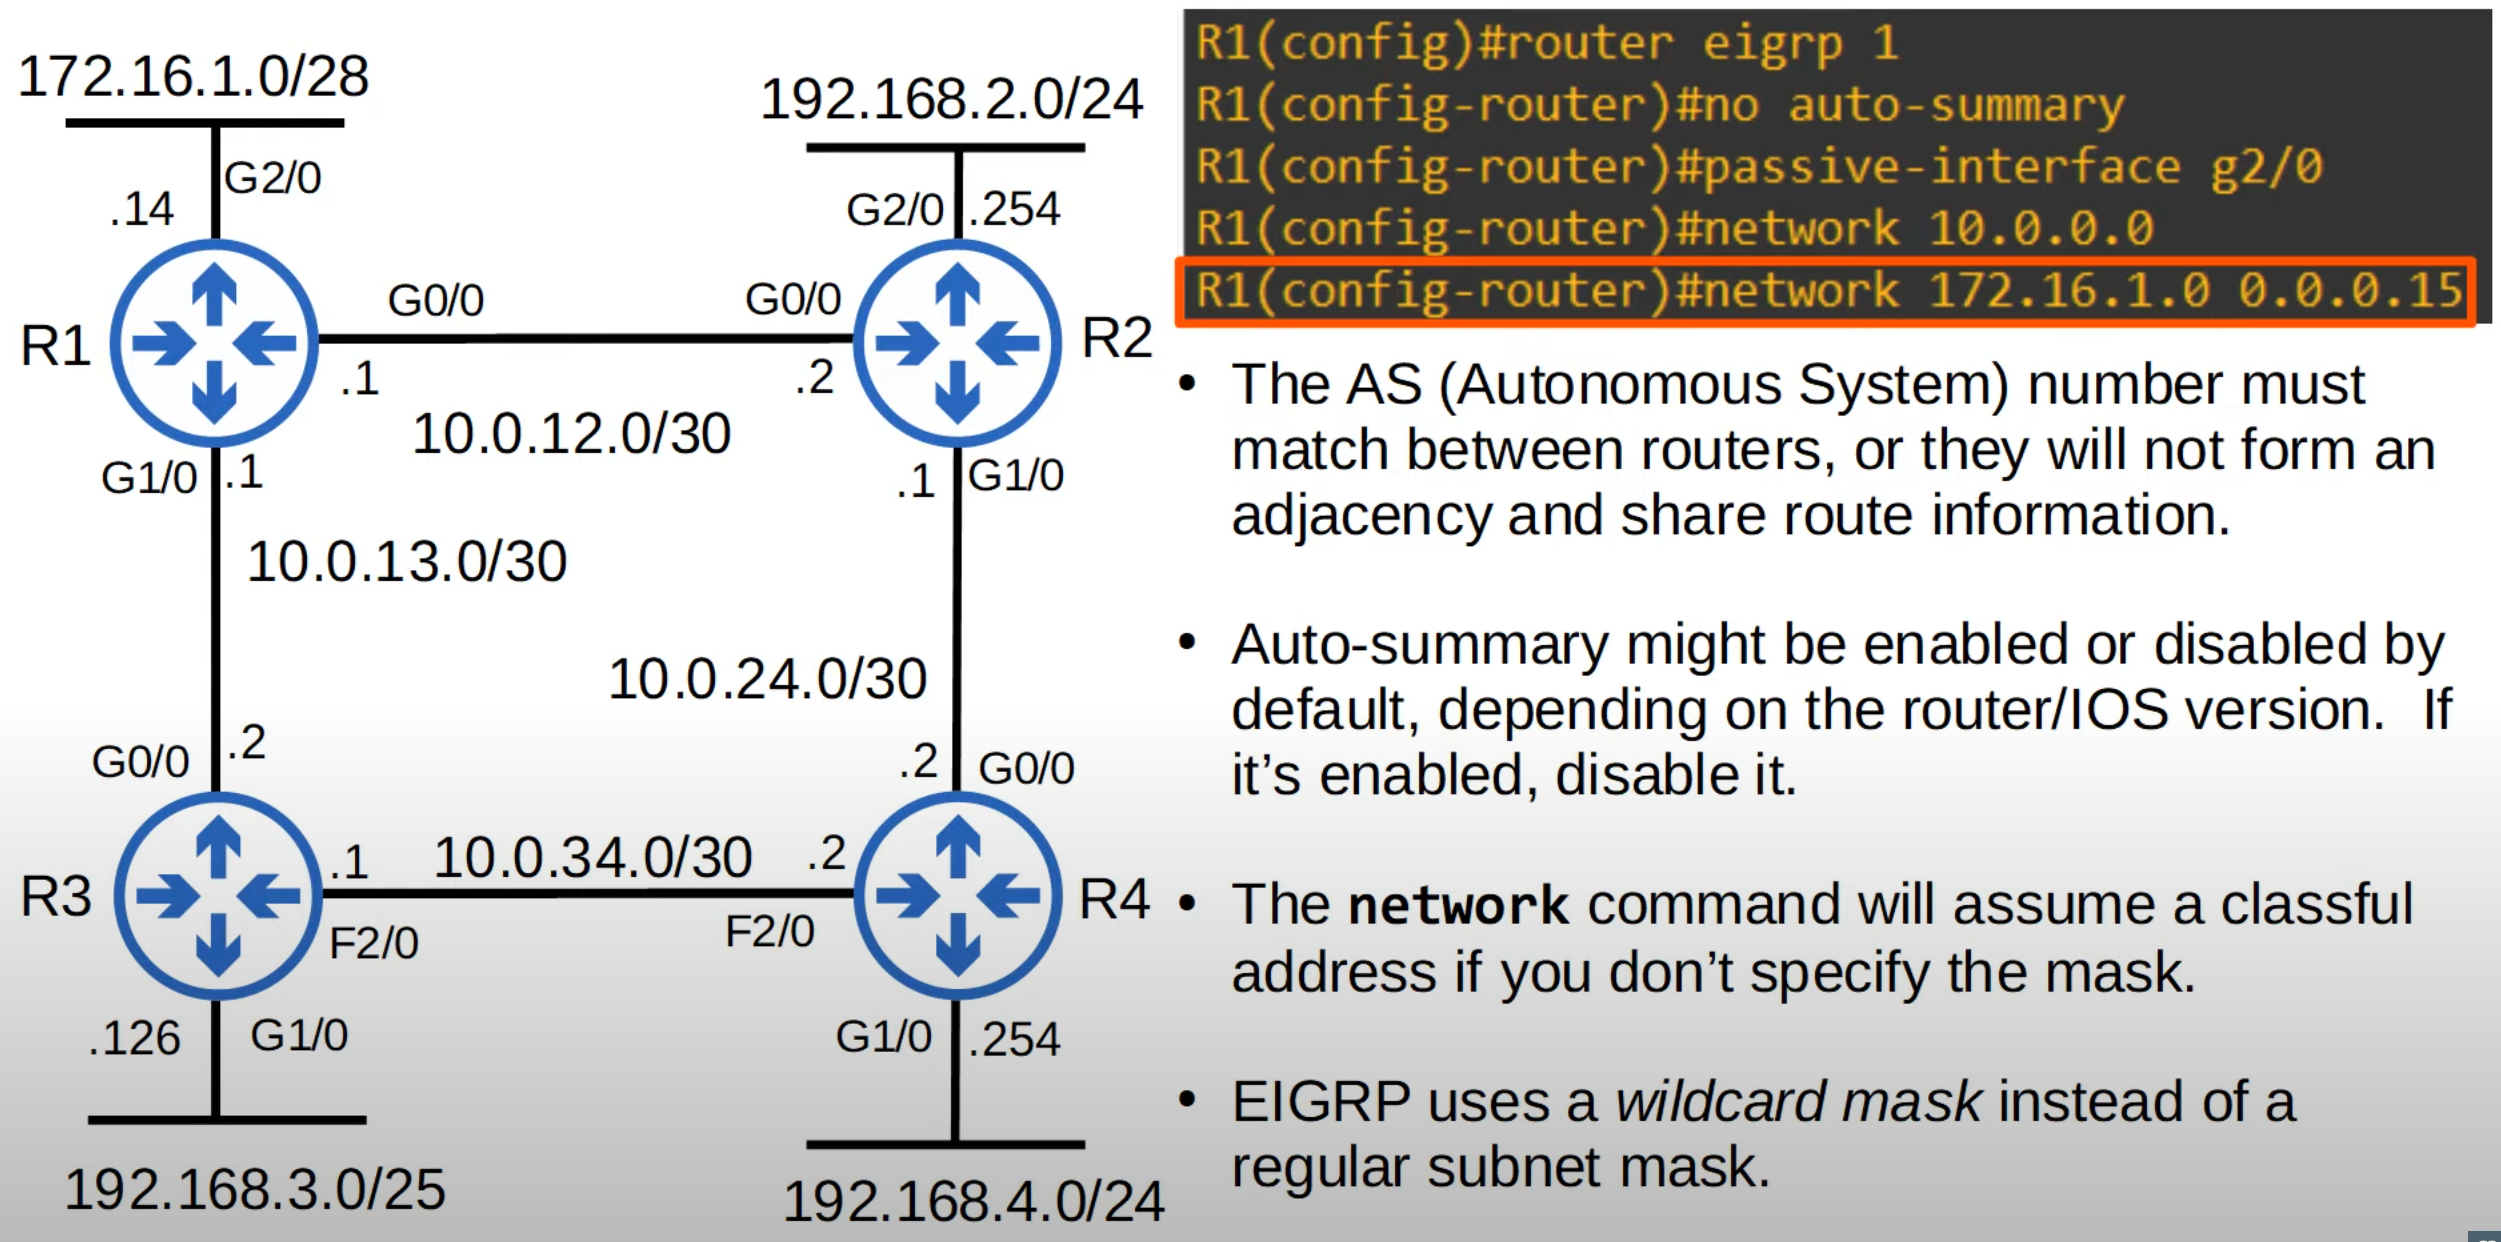 172.16.1.0/28
G2/0
.14
192.168.2.0/24
G2/0 .254
R1
G0/0
.1
G0/0
.2
R2
10.0.12.0/30
G1/0 .1
.1 G1/0
10.0.13.0/30
10.0.24.0/30
G0/0 .2
.2 G0/0
R3
.1
10.0.34.0/30
.2
R4
F2/0
F2/0
.126 G1/0
G1/0 .254
192.168.3.0/25
192.168.4.0/24
R1(config)#router eigrp 1
R1(config-router)#no auto-summary
R1(config-router)#passive-interface g2/0
R1(config-router)#network 10.0.0.0
R1(config-router)#network 172.16.1.0 0.0.0.15
• The AS (Autonomous System) number must
match between routers, or they will not form an
adjacency and share route information.
• Auto-summary might be enabled or disabled by
default, depending on the router/IOS version. If
it’s enabled, disable it.
• The network command will assume a classful
address if you don’t specify the mask.
• EIGRP uses a wildcard mask instead of a
regular subnet mask.